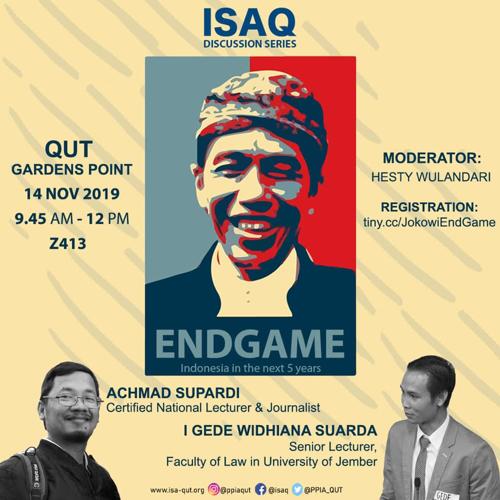 ISAQ
DISCUSSION SERIES
QUT
GARDENS POINT
14 NOV 2019
9.45 AM - 12 PM
Z413
MODERATOR:
HESTY WULANDARI
REGISTRATION:
tiny.cc/JokowiEndGame
ENDGAME
Indonesia in the next 5 years
ACHMAD SUPARDI
Certified National Lecturer & Journalist
I GEDE WIDHIANA SUARDA
Senior Lecturer,
Faculty of Law in University of Jember
GEDE
www.isa-qut.org @ppiaqut @isaq @PPIA_QUT